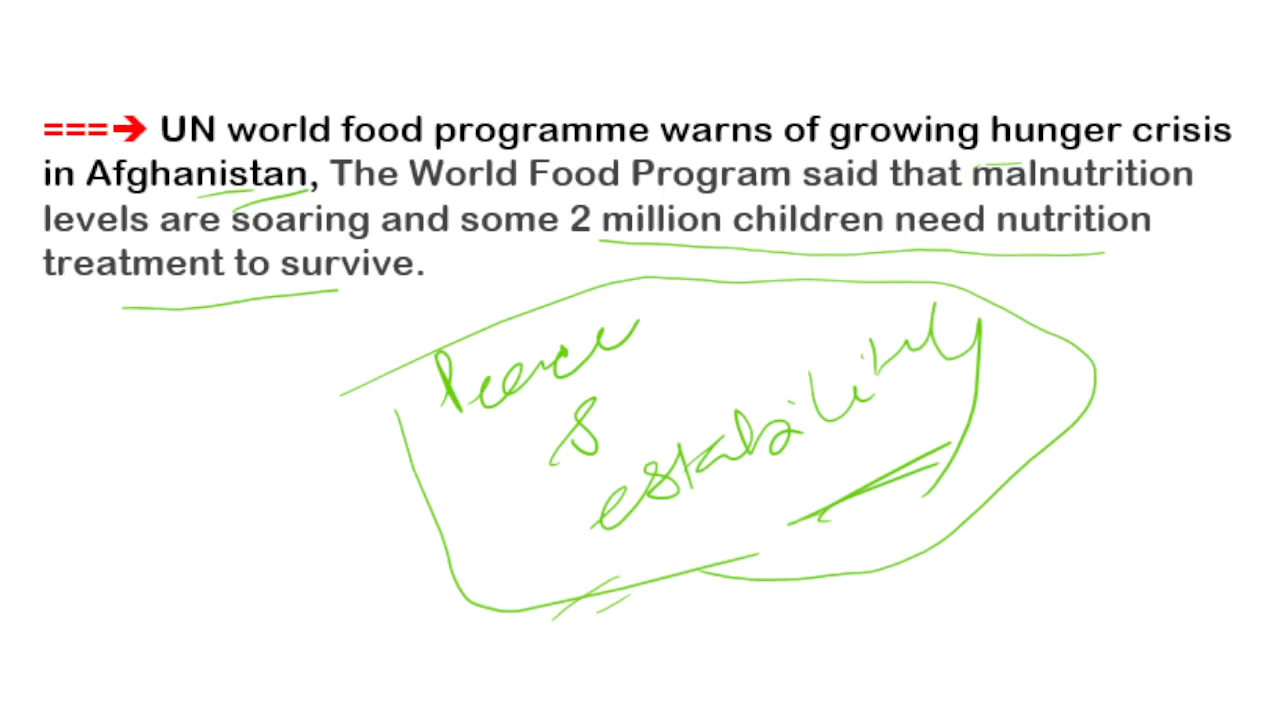 ===➔ UN world food programme warns of growing hunger crisis
in Afghanistan, The World Food Program said that malnutrition
levels are soaring and some 2 million children need nutrition
treatment to survive.
Peace
&
estability